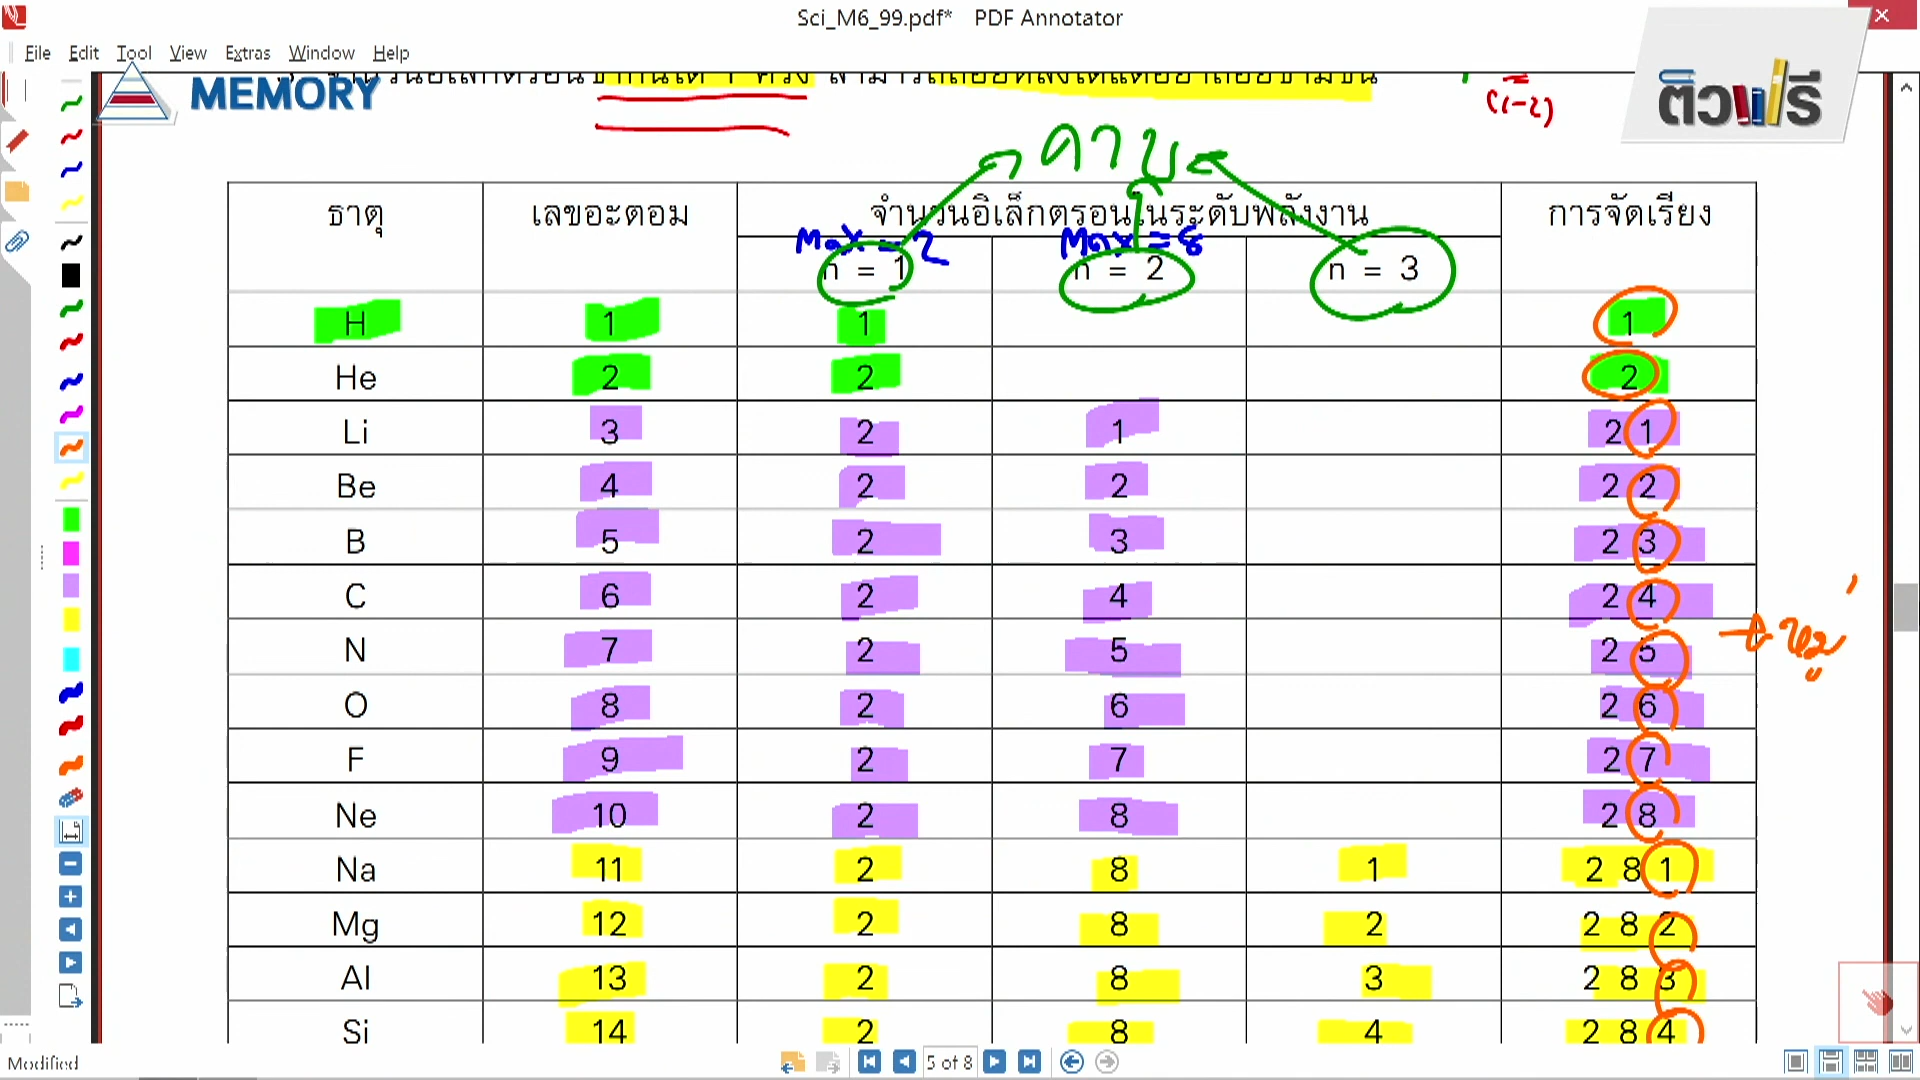 Sci_M6_99.pdf* PDF Annotator
File Edit Tool View Extras Window Help
MEMORY
ติวฟรี
(1-2)
คาบ
ธาตุ เลขอะตอม จำนวนอิเล็กตรอนในระดับพลังงาน การจัดเรียง
Max = 2 Max = 8
n = 1 n = 2 n = 3
H 1 1 1
He 2 2 2
Li 3 2 1 2 1
Be 4 2 2 2 2
B 5 2 3 2 3
C 6 2 4 2 4
N 7 2 5 2 5
O 8 2 6 2 6
F 9 2 7 2 7
Ne 10 2 8 2 8
Na 11 2 8 1 2 8 1
Mg 12 2 8 2 2 8 2
Al 13 2 8 3 2 8 3
Si 14 2 8 4 2 8 4
Modified 5 of 8